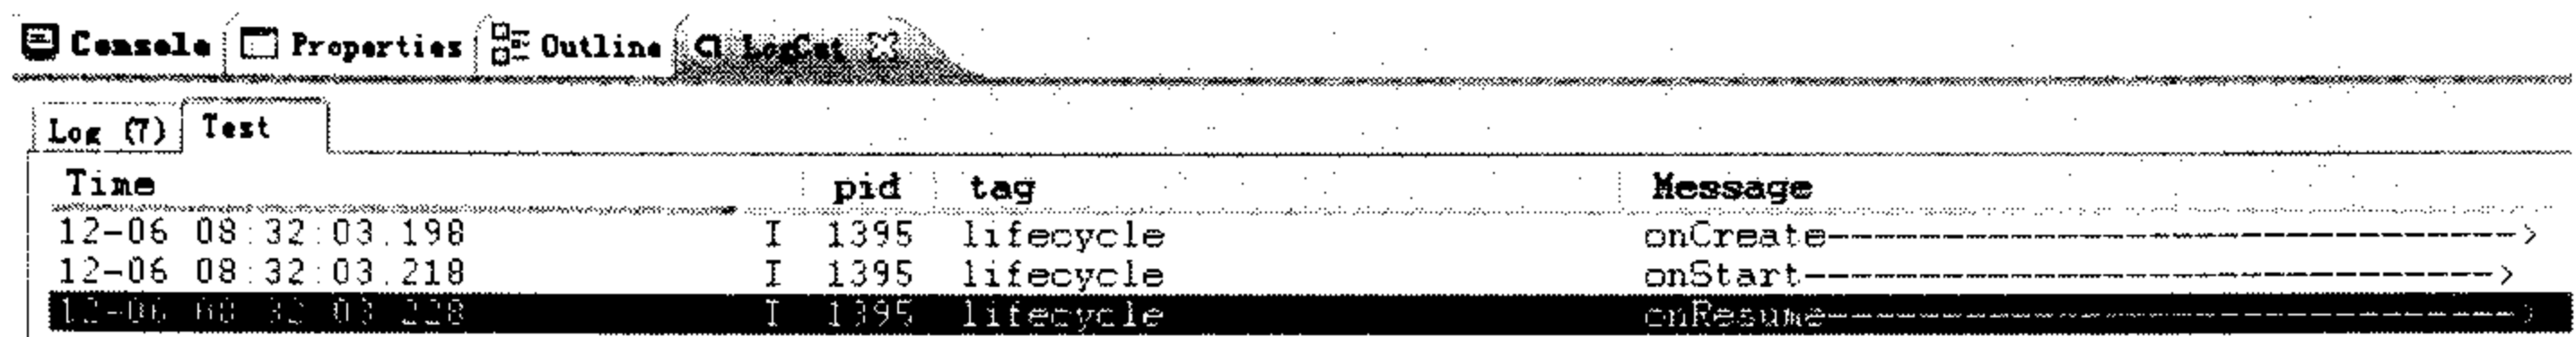 Console Properties Outline LogCat
Log (7) Test
Time pid tag Message
12-06 08:32:03.198 I 1395 lifecycle onCreate------------------------------>
12-06 08:32:03.218 I 1395 lifecycle onStart------------------------------>
12-06 08:32:03.228 I 1395 lifecycle onResume------------------------------>